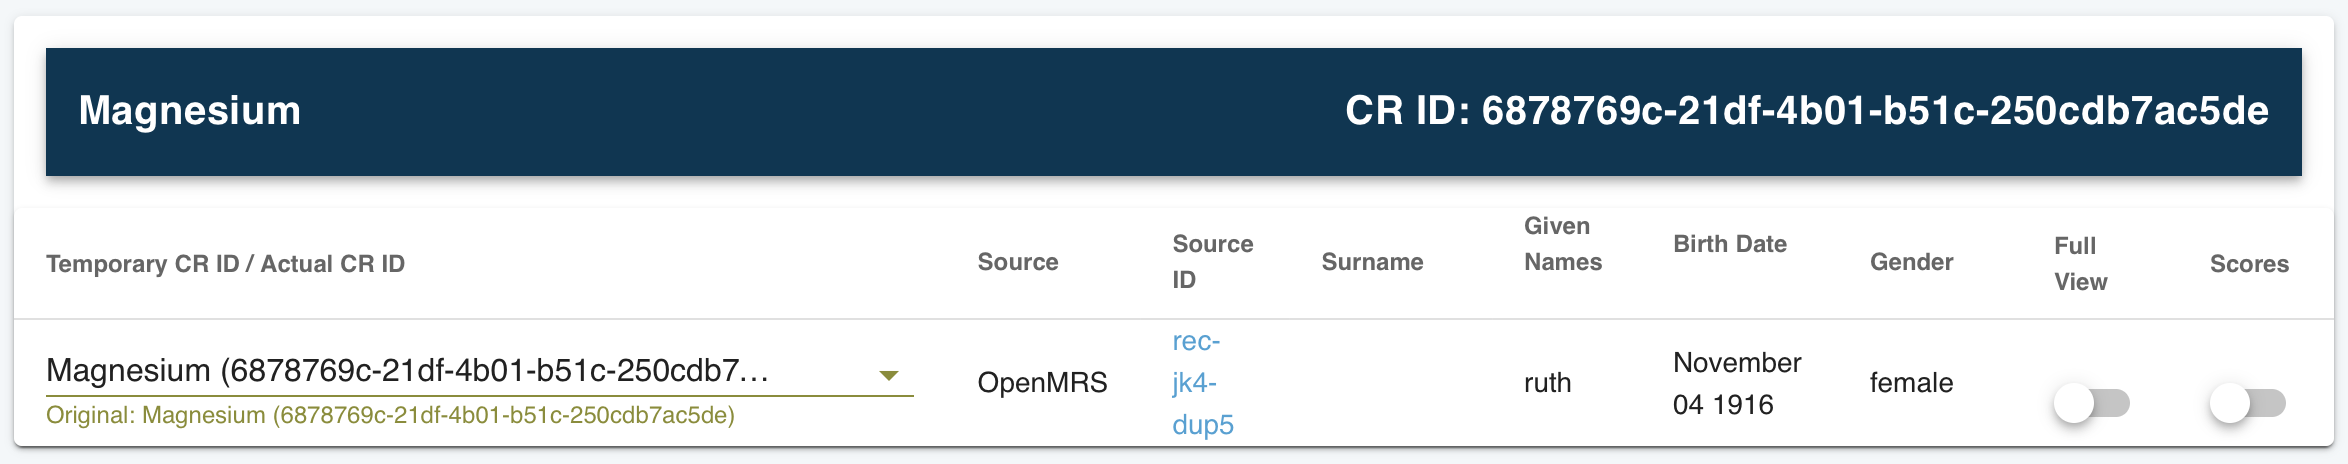 Magnesium
CR ID: 6878769c-21df-4b01-b51c-250cdb7ac5de
Temporary CR ID / Actual CR ID
Source
Source
ID
Surname
Given
Names
Birth Date
Gender
Full
View
Scores
Magnesium (6878769c-21df-4b01-b51c-250cdb7...
Original: Magnesium (6878769c-21df-4b01-b51c-250cdb7ac5de)
OpenMRS
rec-
jk4-
dup5
ruth
November
04 1916
female